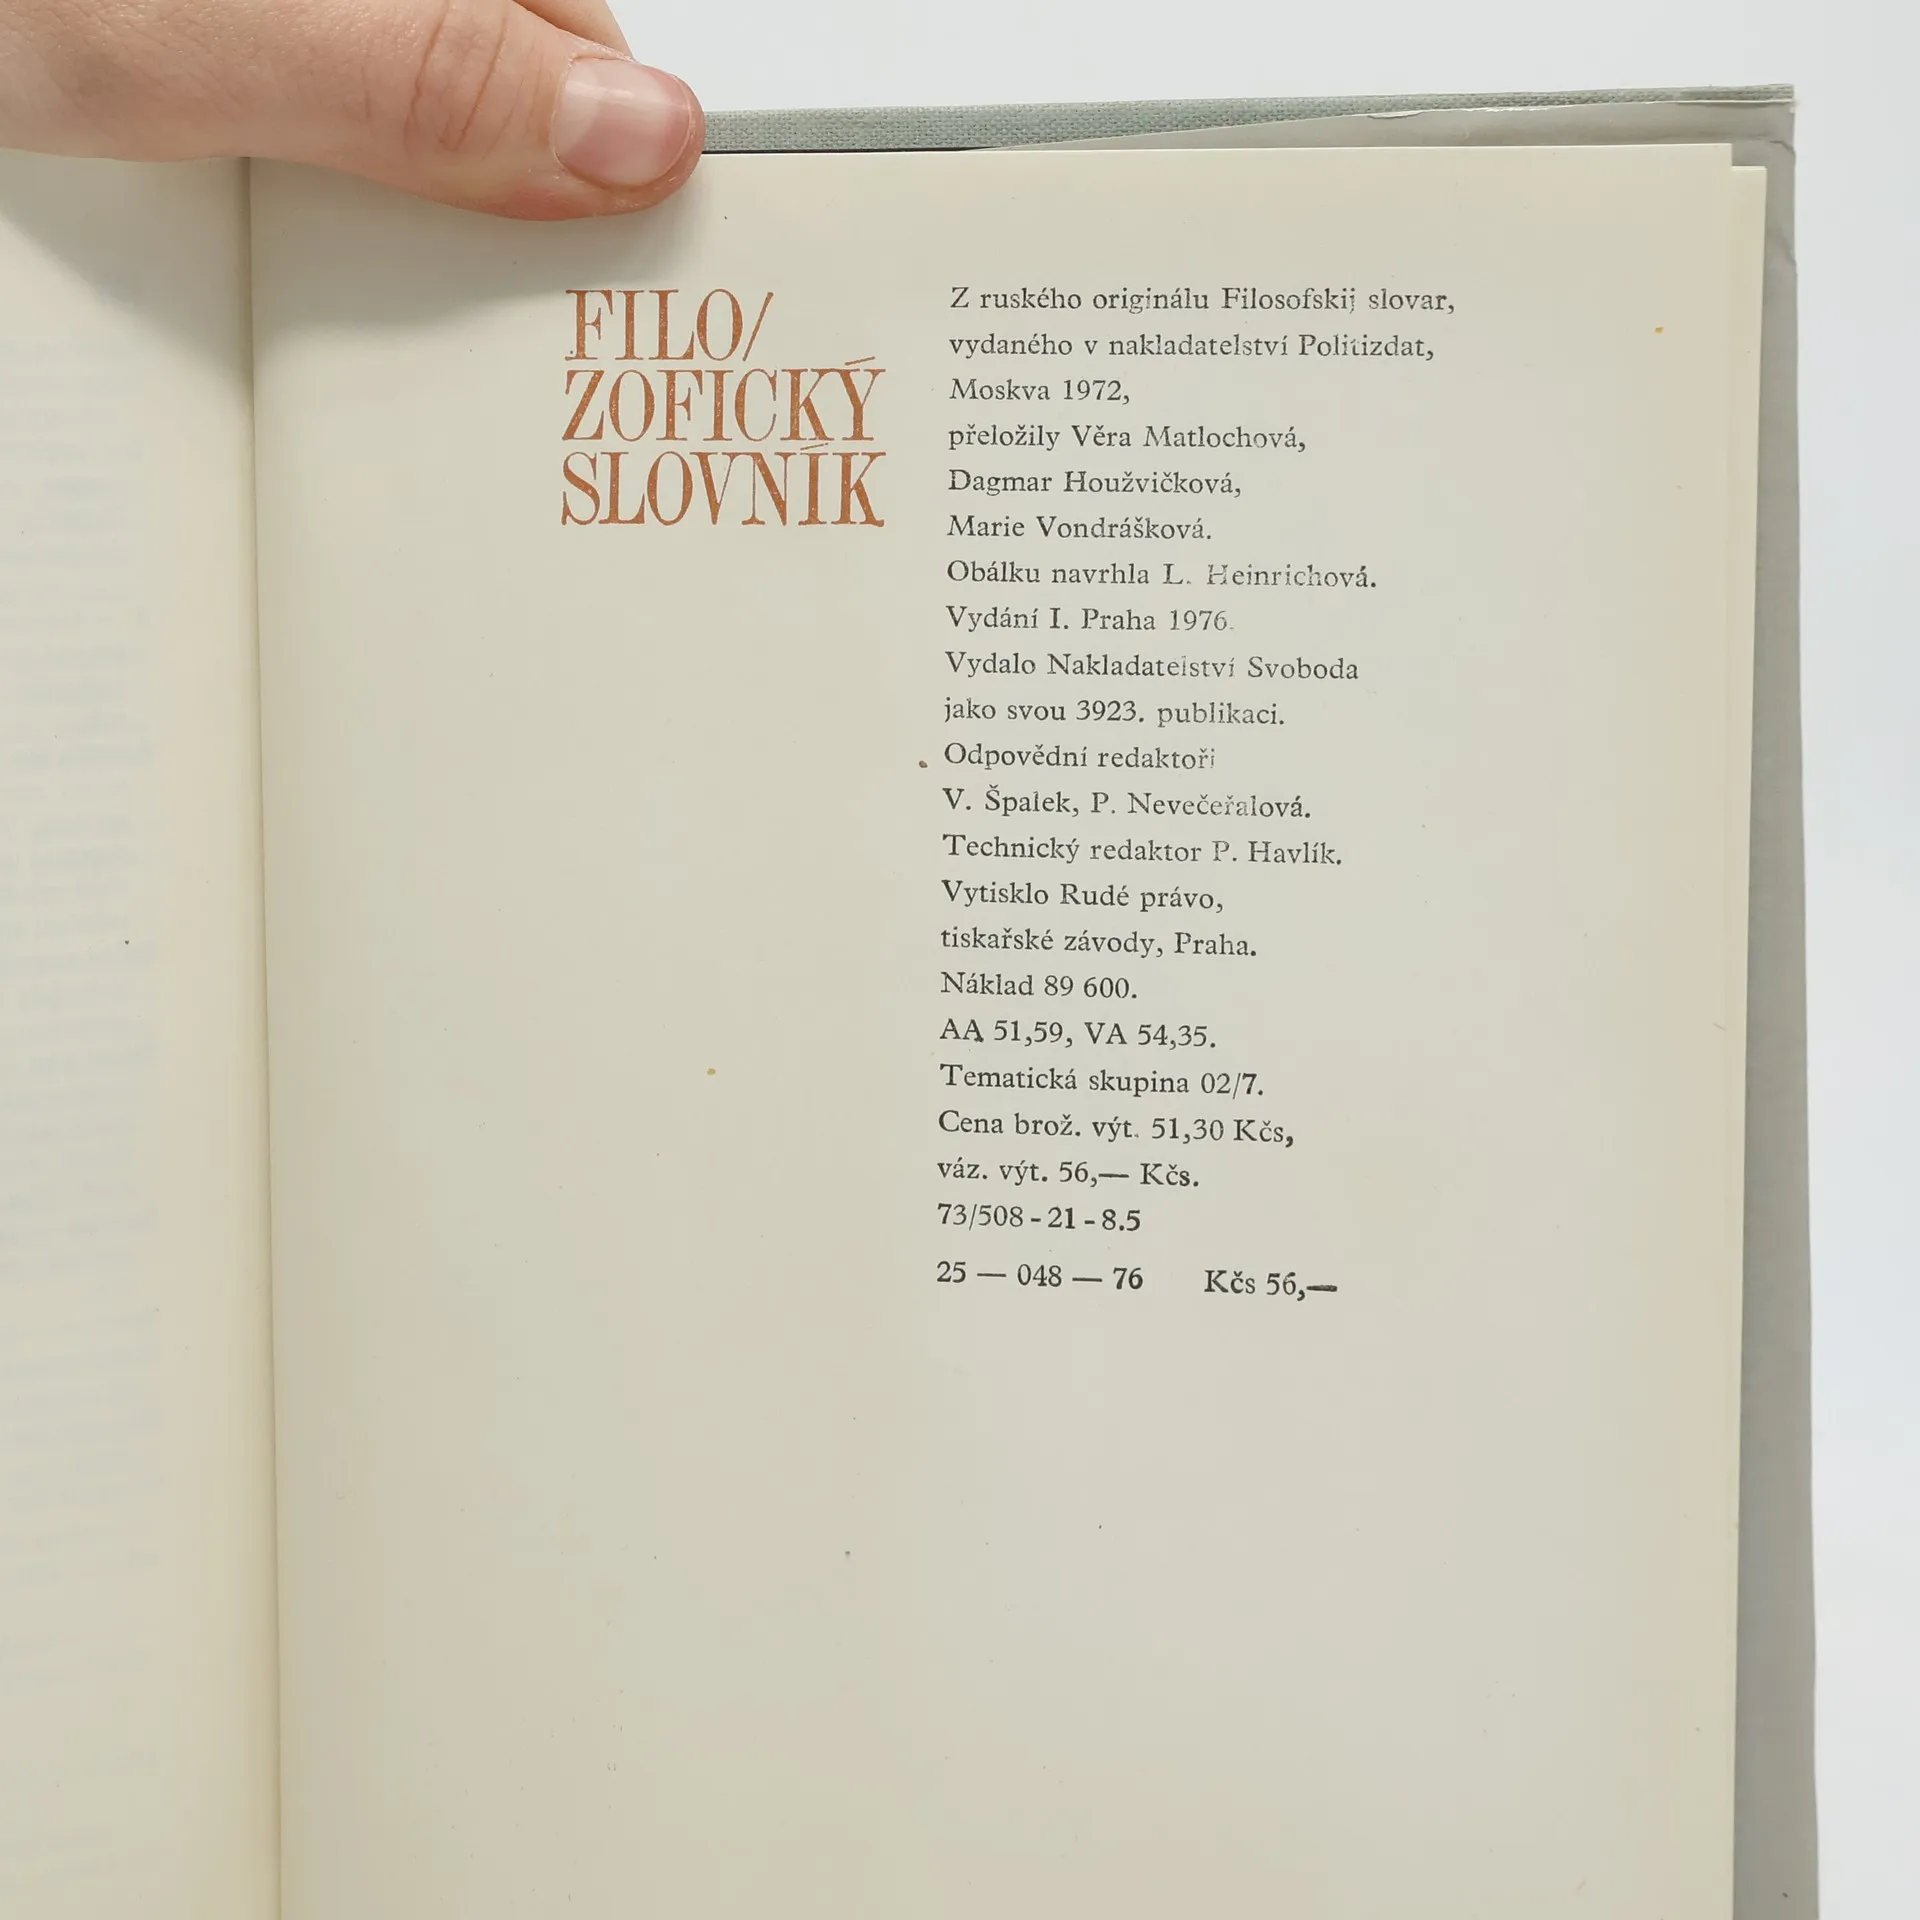 FILO/
ZOFICKÝ
SLOVNÍK
Z ruského originálu Filosofskij slovar,
vydaného v nakladatelství Politizdat,
Moskva 1972,
přeložily Věra Matlochová,
Dagmar Houžvičková,
Marie Vondrášková.
Obálku navrhla L. Heinrichová.
Vydání I. Praha 1976.
Vydalo Nakladatelství Svoboda
jako svou 3923. publikaci.
Odpovědní redaktoři
V. Špalek, P. Nevečeřalová.
Technický redaktor P. Havlík.
Vytisklo Rudé právo,
tiskařské závody, Praha.
Náklad 89 600.
AA 51,59, VA 54,35.
Tematická skupina 02/7.
Cena brož. výt. 51,30 Kčs,
váz. výt. 56,— Kčs.
73/508 - 21 - 8.5
25 — 048 — 76 Kčs 56,—